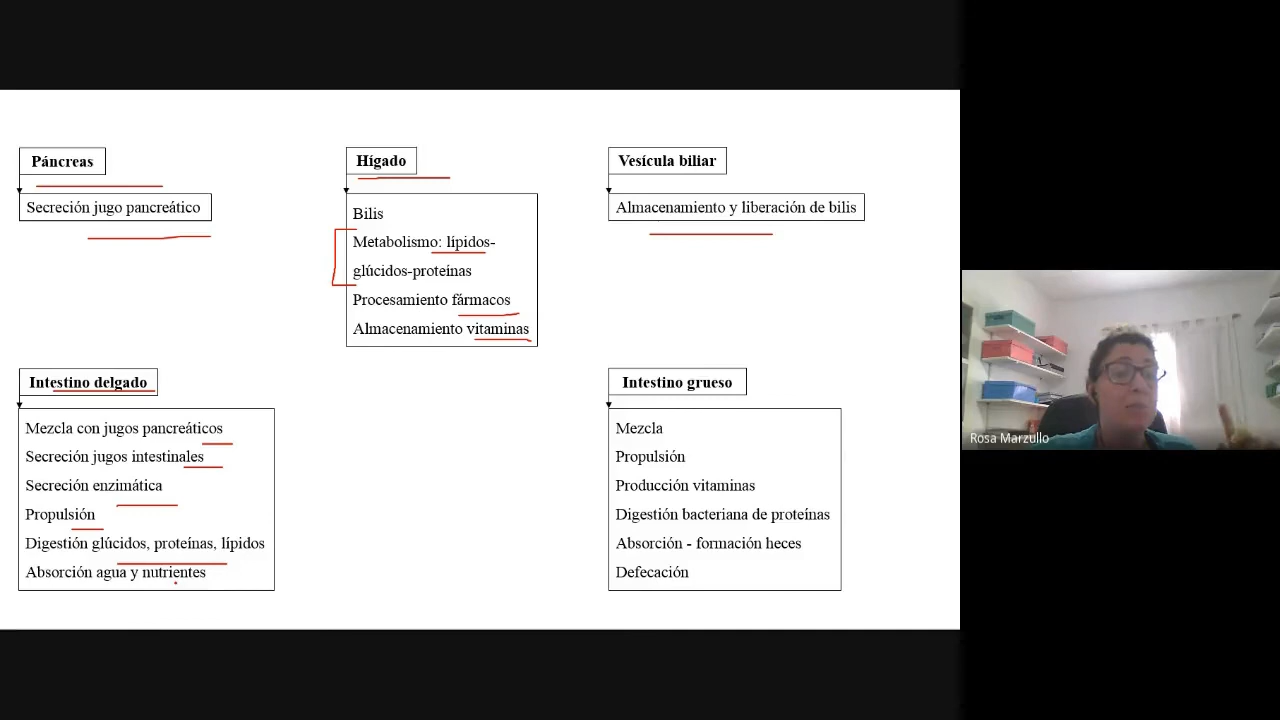 Páncreas
Secreción jugo pancreático
Hígado
Bilis
Metabolismo: lípidos-
glúcidos-proteínas
Procesamiento fármacos
Almacenamiento vitaminas
Vesícula biliar
Almacenamiento y liberación de bilis
Intestino delgado
Mezcla con jugos pancreáticos
Secreción jugos intestinales
Secreción enzimática
Propulsión
Digestión glúcidos, proteínas, lípidos
Absorción agua y nutrientes
Intestino grueso
Mezcla
Propulsión
Producción vitaminas
Digestión bacteriana de proteínas
Absorción - formación heces
Defecación
Rosa Marzullo